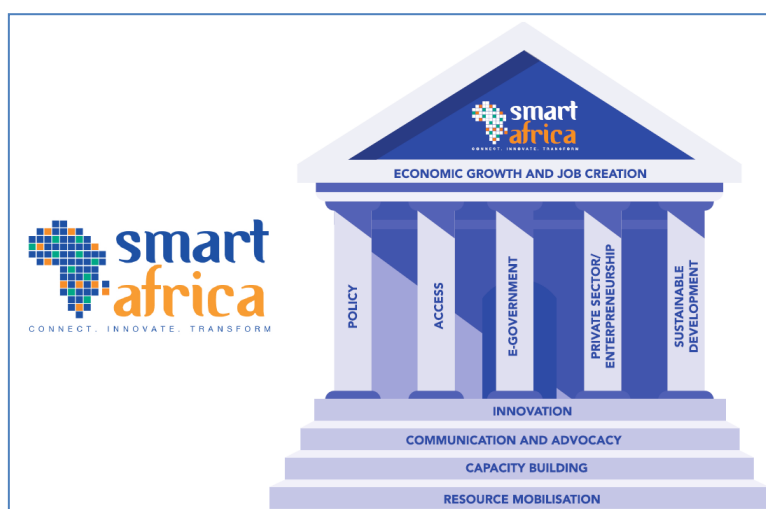 smart
africa
CONNECT. INNOVATE. TRANSFORM
smart
africa
CONNECT. INNOVATE. TRANSFORM
ECONOMIC GROWTH AND JOB CREATION
POLICY
ACCESS
E-GOVERNMENT
PRIVATE SECTOR/
ENTERPRENEURSHIP
SUSTAINABLE
DEVELOPMENT
INNOVATION
COMMUNICATION AND ADVOCACY
CAPACITY BUILDING
RESOURCE MOBILISATION